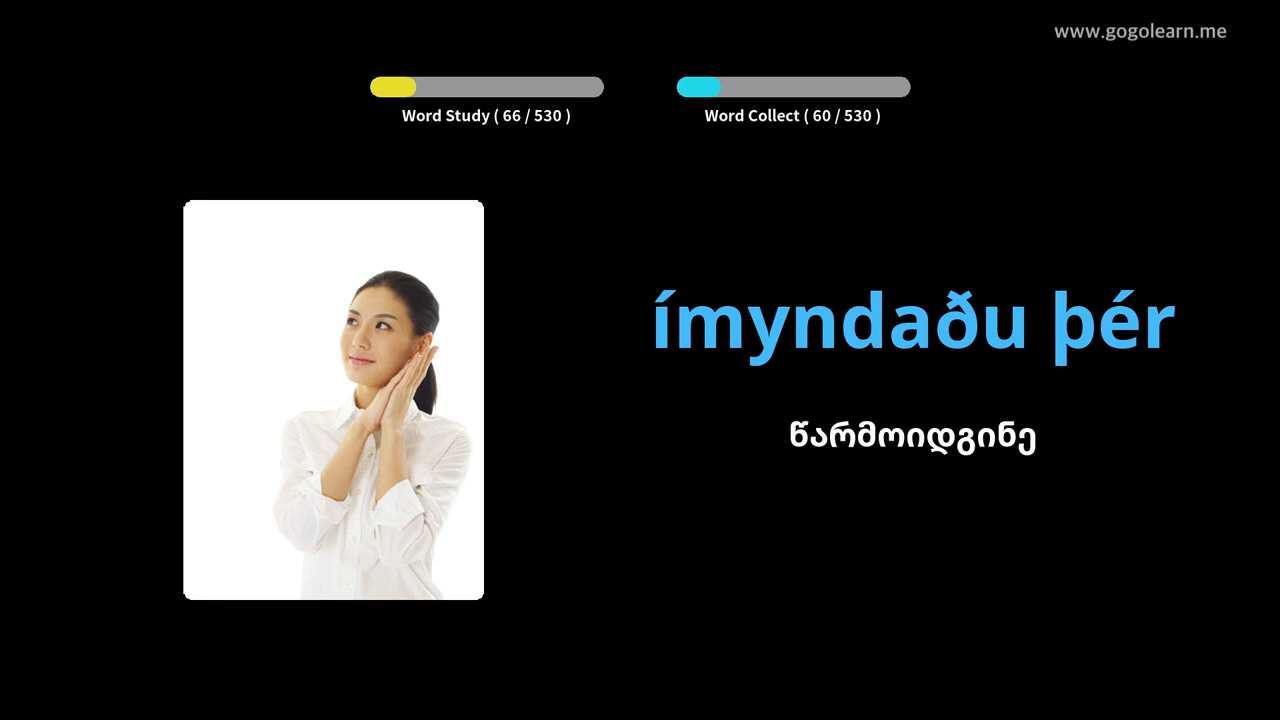 www.gogolearn.me
Word Study ( 66 / 530 )
Word Collect ( 60 / 530 )
ímyndaðu þér
წარმოიდგინე